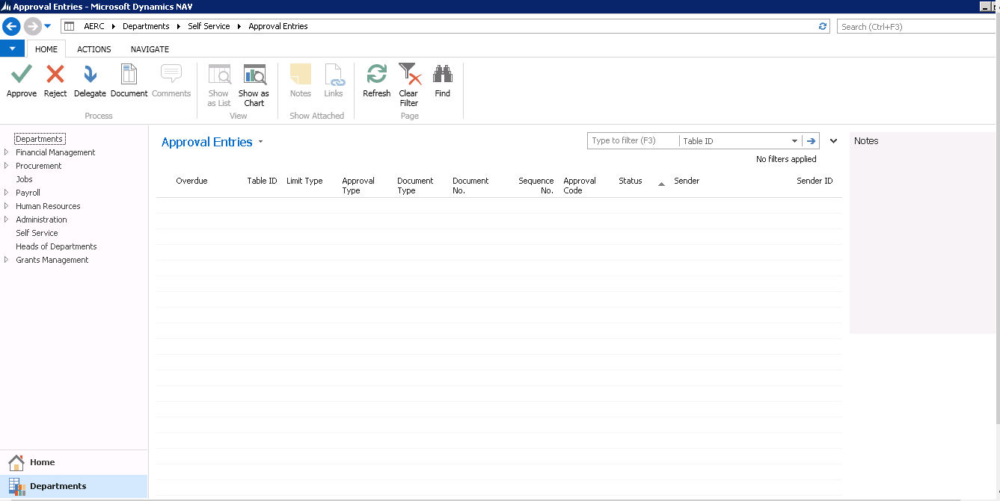 Approval Entries - Microsoft Dynamics NAV
AERC Departments Self Service Approval Entries
Search (Ctrl+F3)
HOME ACTIONS NAVIGATE
Approve Reject Delegate Document Comments
Show as List
Show as Chart
Notes Links
Refresh
Clear Filter
Find
Process View Show Attached Page
Departments
Financial Management
Procurement
Jobs
Payroll
Human Resources
Administration
Self Service
Heads of Departments
Grants Management
Approval Entries
Type to filter (F3) Table ID
No filters applied
Overdue Table ID Limit Type Approval Type Document Type Document No. Sequence No. Approval Code Status Sender Sender ID
Notes
Home
Departments